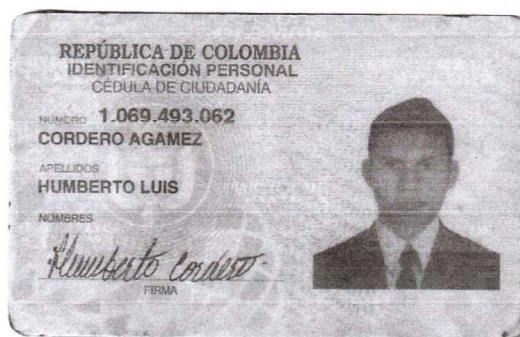 REPÚBLICA DE COLOMBIA
IDENTIFICACIÓN PERSONAL
CÉDULA DE CIUDADANÍA
NÚMERO 1.069.493.062
CORDERO AGAMEZ
APELLIDOS
HUMBERTO LUIS
NOMBRES
Humberto Cordero
FIRMA